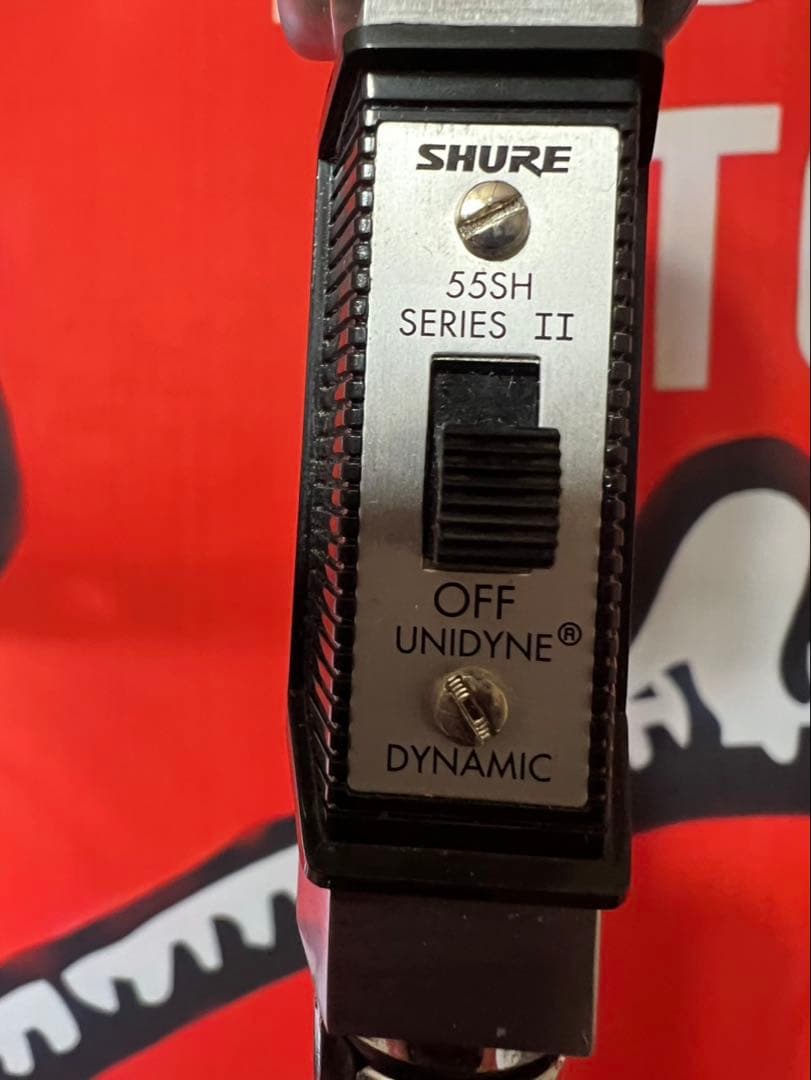 SHURE
55SH
SERIES II
OFF
UNIDYNE®
DYNAMIC